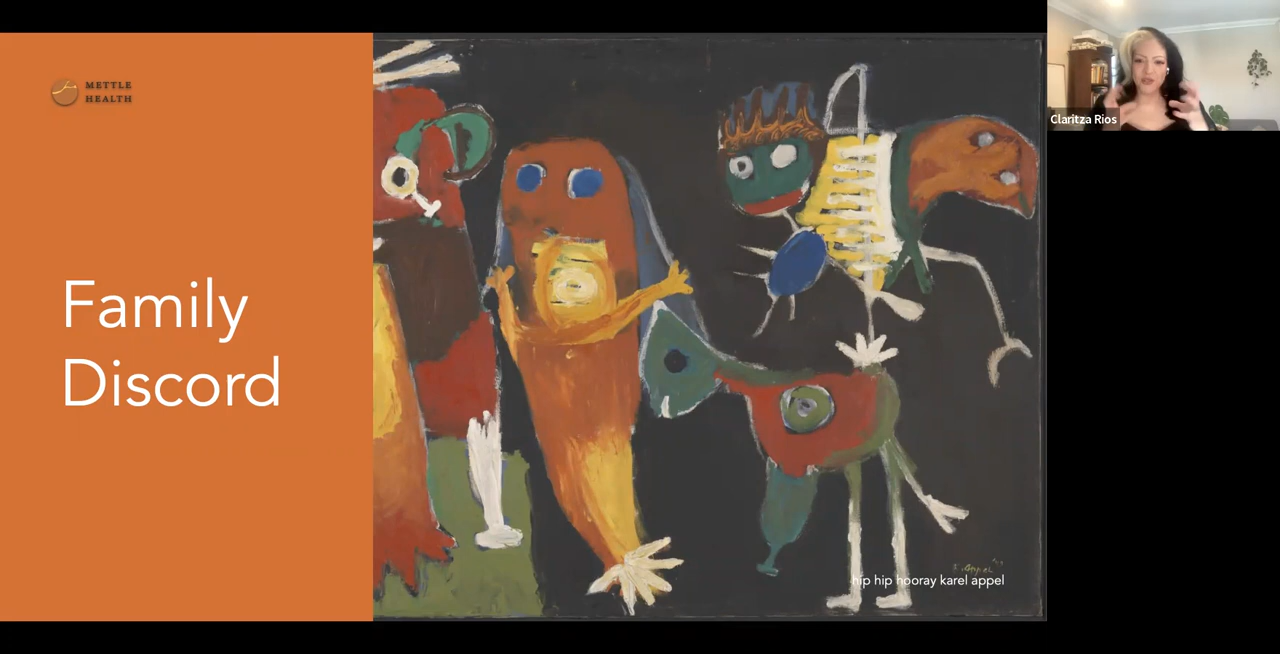 METTLE
HEALTH
Family
Discord
hip hip hooray karel appel
Claritza Rios